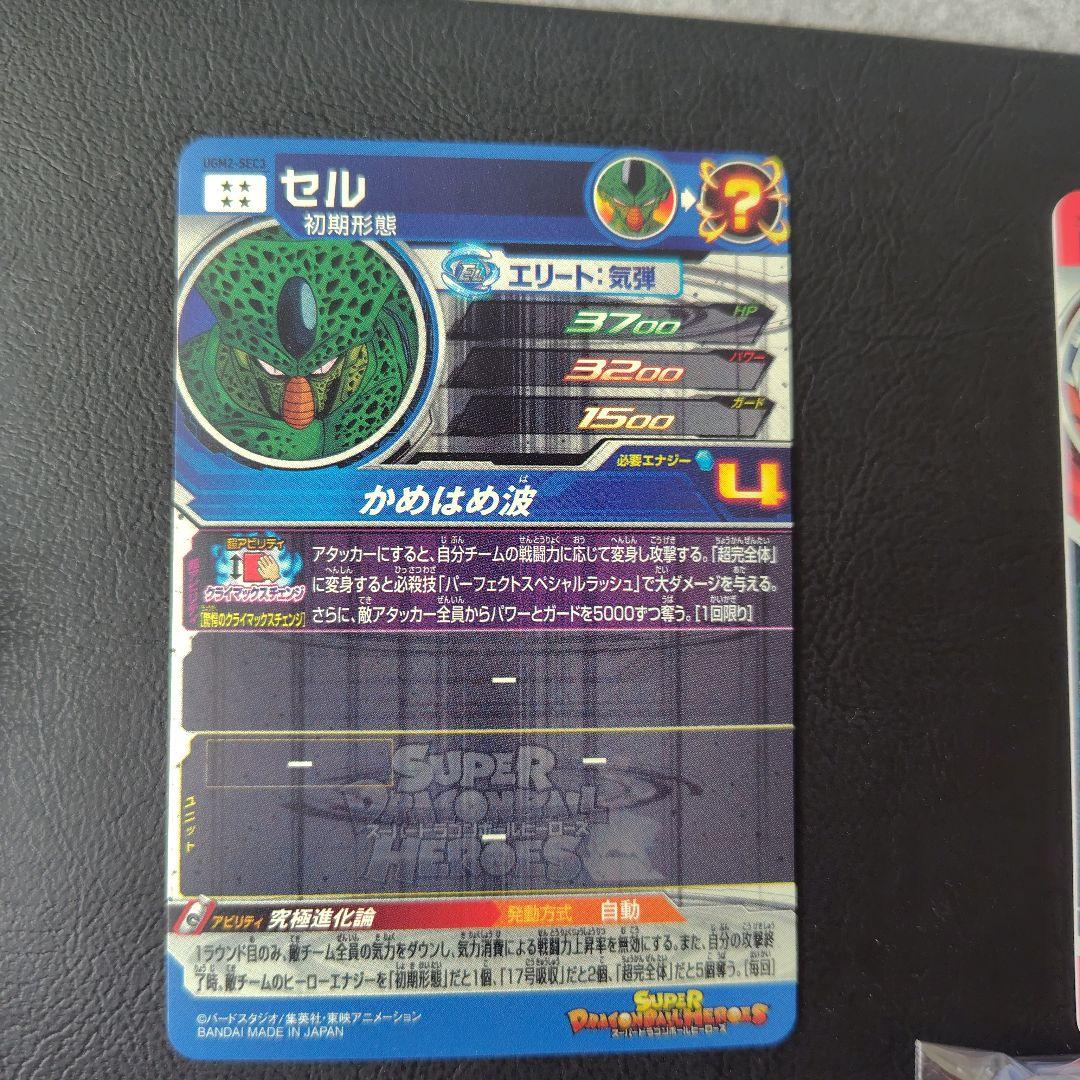 UGM2-SEC3
セル
初期形態
エリート:気弾
HP
3700
パワー
3200
ガード
1500
必要エナジー
4
かめはめ波
超アビリティ
クライマックスチェンジ
[驚愕のクライマックスチェンジ]
アタッカーにすると、自分チームの戦闘力に応じて変身し攻撃する。「超完全体」
に変身すると必殺技「パーフェクトスペシャルラッシュ」で大ダメージを与える。
さらに、敵アタッカー全員からパワーとガードを5000ずつ奪う。[1回限り]
ー
ユニット
ー
ー
ー
SUPER
DRAGONBALL
スーパードラゴンボールヒーローズ
HEROES
アビリティ 究極進化論 発動方式 自動
1ラウンド目のみ、敵チーム全員の気力をダウンし、気力消費による戦闘力上昇率を無効にする。また、自分の攻撃終
了時、敵チームのヒーローエナジーを「初期形態」だと1個、「17号吸収」だと2個、「超完全体」だと5個奪う。[毎回]
©バードスタジオ/集英社・東映アニメーション
BANDAI MADE IN JAPAN
SUPER
DRAGONBALL HEROES
スーパードラゴンボールヒーローズ